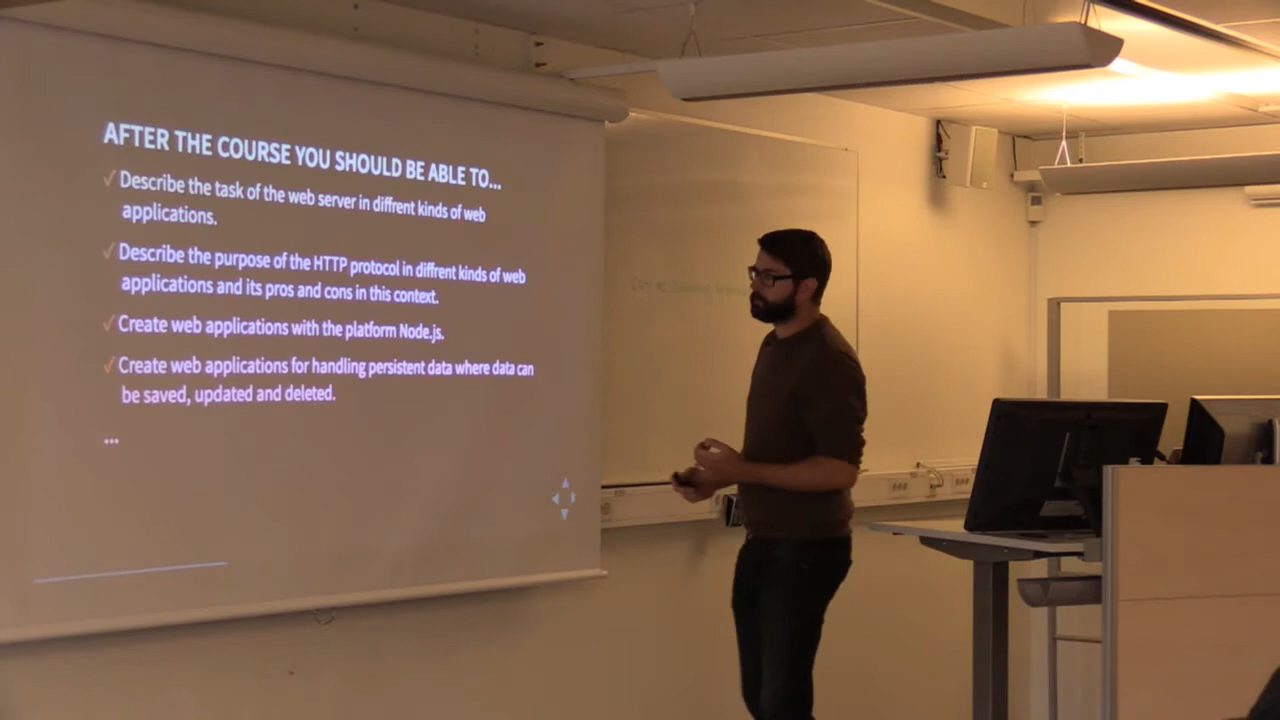 AFTER THE COURSE YOU SHOULD BE ABLE TO...
✓ Describe the task of the web server in diffrent kinds of web
applications.
✓ Describe the purpose of the HTTP protocol in diffrent kinds of web
applications and its pros and cons in this context.
✓ Create web applications with the platform Node.js.
✓ Create web applications for handling persistent data where data can
be saved, updated and deleted.
...